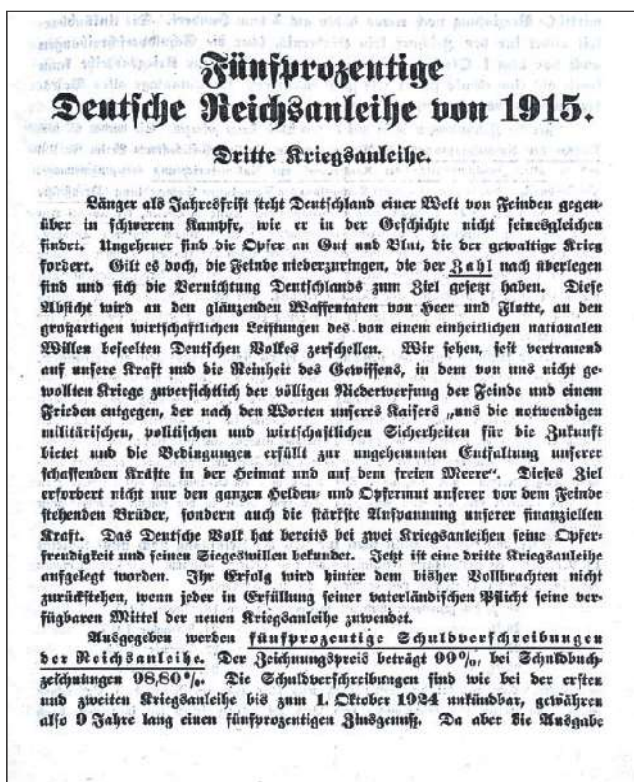 Fünfprozentige
Deutsche Reichsanleihe von 1915.
Dritte Kriegsanleihe.
Länger als Jahresfrist steht Deutschland einer Welt von Feinden gegen-
über in schwerem Kampfe, wie er in der Geschichte nicht seinesgleichen
findet. Ungeheuer sind die Opfer an Gut und Blut, die der gewaltige Krieg
fordert. Gilt es doch, die Feinde niederzuringen, die der Zahl nach überlegen
sind und sich die Vernichtung Deutschlands zum Ziel gesetzt haben. Diese
Absicht wird an den glänzenden Waffentaten von Heer und Flotte, an den
großartigen wirtschaftlichen Leistungen des von einem einheitlichen nationalen
Willen beseelten Deutschen Volkes zerschellen. Wir sehen, fest vertrauend
auf unsere Kraft und die Reinheit des Gewissens, in dem von uns nicht ge-
wollten Kriege zuversichtlich der völligen Niederwerfung der Feinde und einem
Frieden entgegen, der nach den Worten unseres Kaisers „uns die notwendigen
militärischen, politischen und wirtschaftlichen Sicherheiten für die Zukunft
bietet und die Bedingungen erfüllt zur ungehemmten Entfaltung unserer
schaffenden Kräfte in der Heimat und auf dem freien Meere“. Dieses Ziel
erfordert nicht nur den ganzen Helden- und Opfermut unserer vor dem Feinde
stehenden Brüder, sondern auch die stärkste Anspannung unserer finanziellen
Kraft. Das Deutsche Volk hat bereits bei zwei Kriegsanleihen seine Opfer-
freudigkeit und seinen Siegeswillen bekundet. Jetzt ist eine dritte Kriegsanleihe
aufgelegt worden. Ihr Erfolg wird hinter dem bisher Vollbrachten nicht
zurückstehen, wenn jeder in Erfüllung seiner vaterländischen Pflicht seine ver-
fügbaren Mittel der neuen Kriegsanleihe zuwendet.
Ausgegeben werden fünfprozentige Schuldverschreibungen
der Reichsanleihe. Der Zeichnungspreis beträgt 99%, bei Schuldbuch-
zeichnungen 98,80%. Die Schuldverschreibungen sind wie bei der ersten
und zweiten Kriegsanleihe bis zum 1. Oktober 1924 unkündbar, gewähren
also 9 Jahre lang einen fünfprozentigen Zinsgenuß. Da aber die Ausgabe